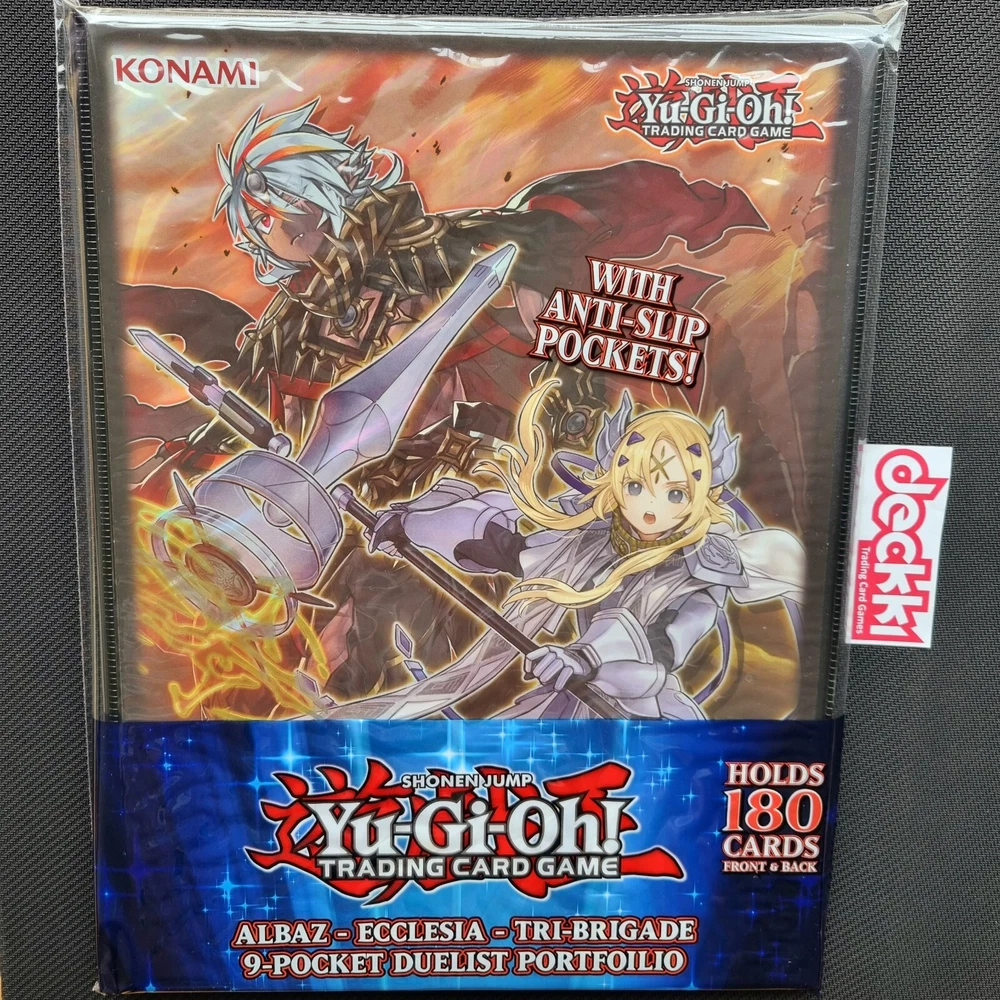 KONAMI
SHONEN JUMP
Yu-Gi-Oh!
TRADING CARD GAME
WITH
ANTI-SLIP
POCKETS!
deckki
Trading Card Games
SHONEN JUMP
Yu-Gi-Oh!
TRADING CARD GAME
HOLDS
180
CARDS
FRONT & BACK
ALBAZ - ECCLESIA - TRI-BRIGADE
9-POCKET DUELIST PORTFOILIO